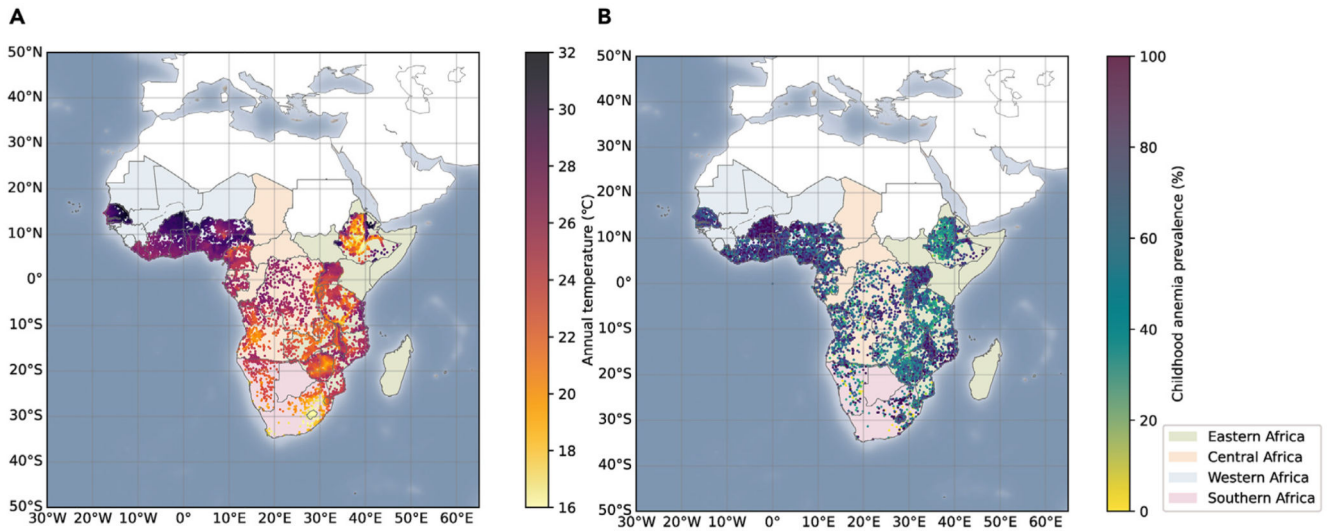 A
B
50°N
40°N
30°N
20°N
10°N
0°
10°S
20°S
30°S
40°S
50°S
30°W 20°W 10°W 0° 10°E 20°E 30°E 40°E 50°E 60°E
32
30
28
26
24
22
20
18
16
Annual temperature (°C)
50°N
40°N
30°N
20°N
10°N
0°
10°S
20°S
30°S
40°S
50°S
30°W 20°W 10°W 0° 10°E 20°E 30°E 40°E 50°E 60°E
100
80
60
40
20
0
Childhood anemia prevalence (%)
Eastern Africa
Central Africa
Western Africa
Southern Africa